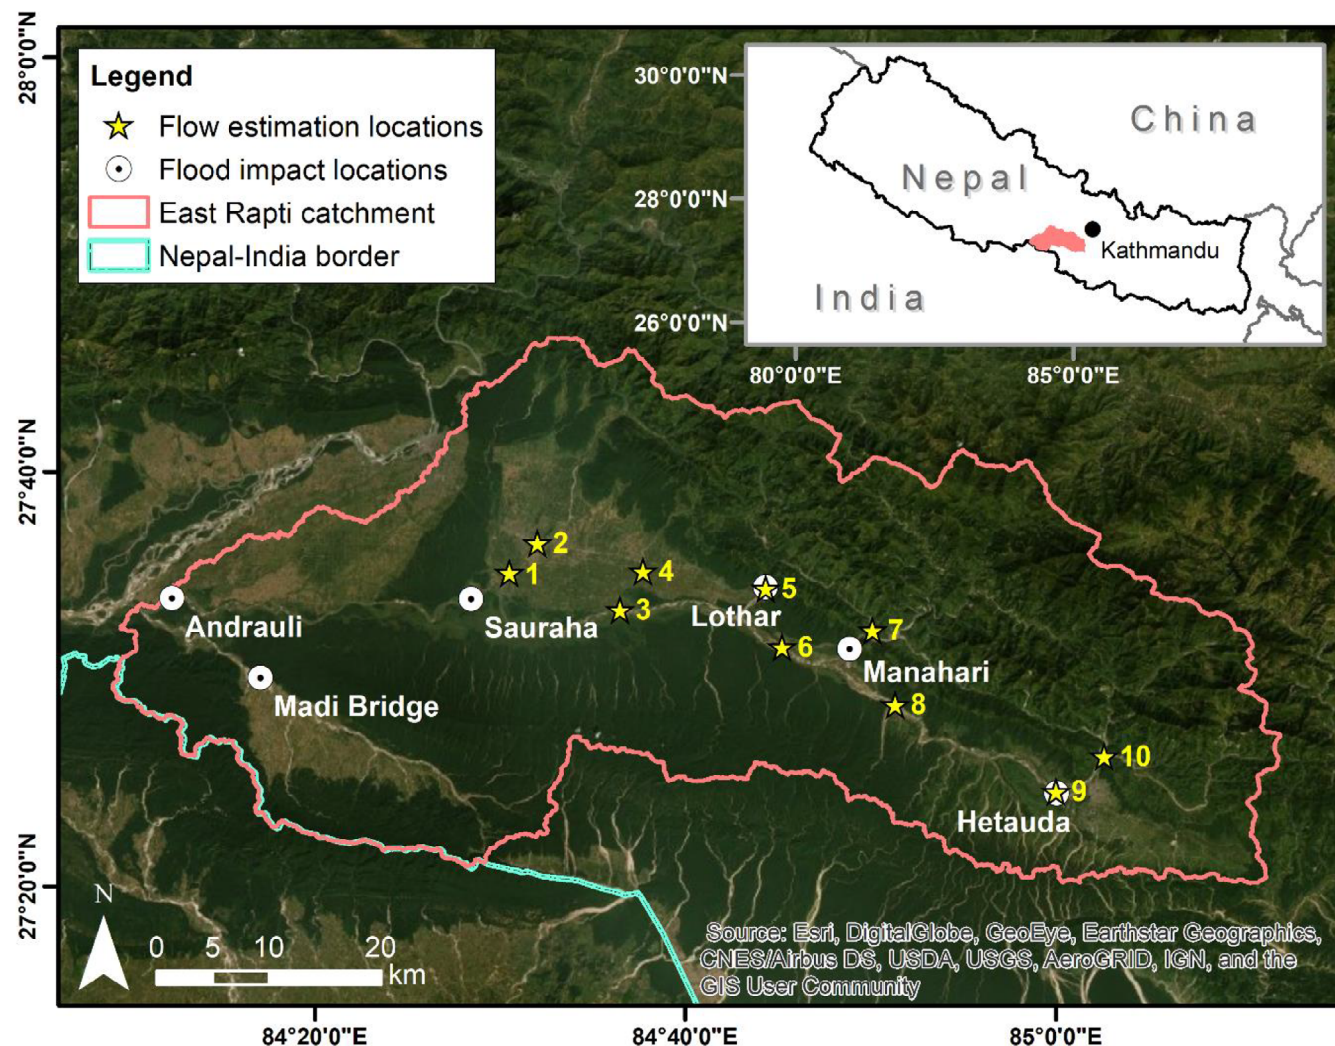 28°0'0"N
27°40'0"N
27°20'0"N
Legend
Flow estimation locations
Flood impact locations
East Rapti catchment
Nepal-India border
30°0'0"N
28°0'0"N
26°0'0"N
80°0'0"E
85°0'0"E
China
Nepal
Kathmandu
India
2
1
4
3
5
Lothar
6
7
Manahari
8
10
9
Hetauda
Andrauli
Sauraha
Madi Bridge
N
0 5 10 20
km
Source: Esri, DigitalGlobe, GeoEye, Earthstar Geographics,
CNES/Airbus DS, USDA, USGS, AeroGRID, IGN, and the
GIS User Community
84°20'0"E
84°40'0"E
85°0'0"E